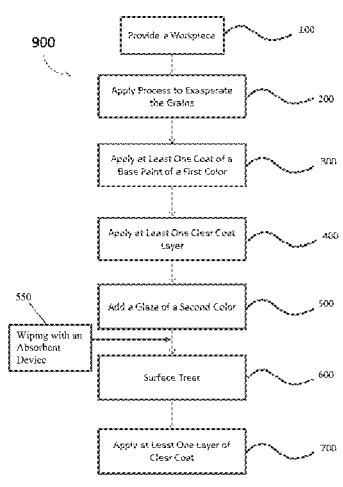 Provide a Workpiece
100
900
Apply Process to Exasperate
the Grains
200
Apply at Least One Coat of a
Base Paint of a First Color
300
Apply at Least One Clear Coat
Layer
400
Add a Glaze of a Second Color
500
550
Wiping with an
Absorbent
Device
Surface Treat
600
Apply at Least One Layer of
Clear Coat
700